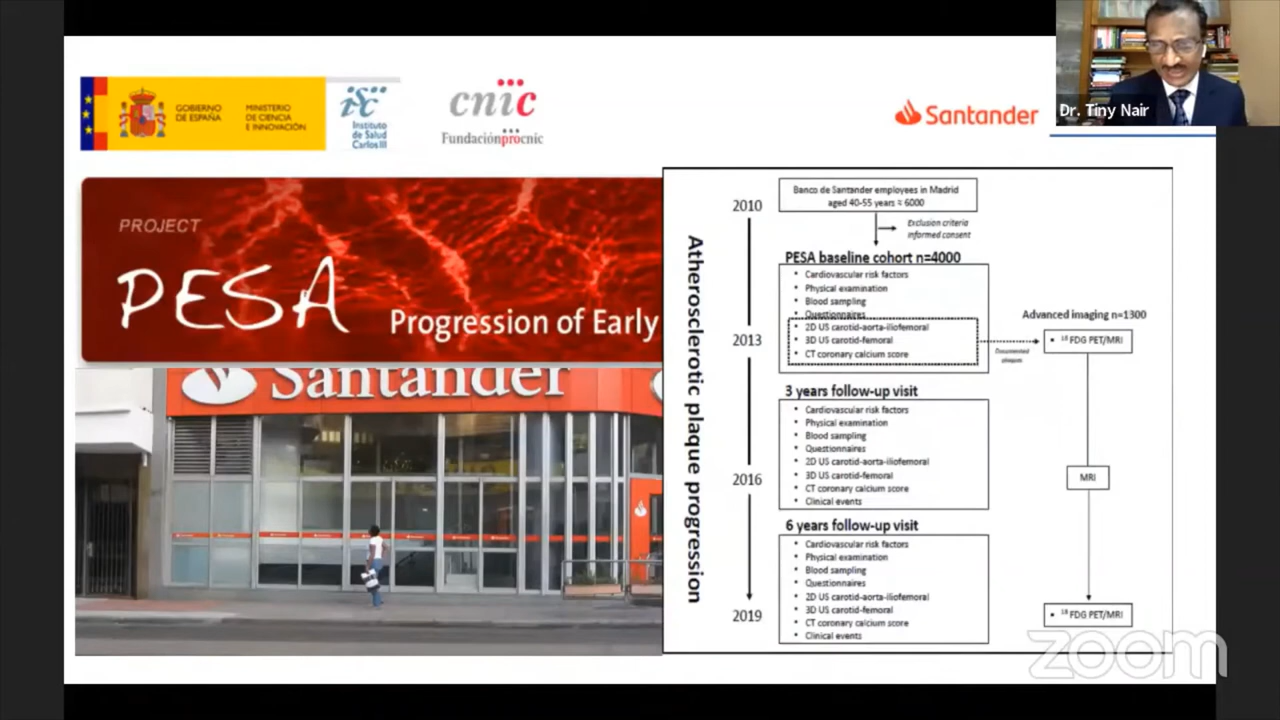 GOBIERNO
DE ESPAÑA
MINISTERIO
DE CIENCIA
E INNOVACIÓN
isc
Instituto
de Salud
Carlos III
cnic
Fundaciónprocnic
Santander
Dr. Tiny Nair
PROJECT
PESA
Progression of Early
Santander
Atherosclerotic plaque progression
2010
Banco de Santander employees in Madrid
aged 40-55 years ≈ 6000
Exclusion criteria
informed consent
PESA baseline cohort n=4000
• Cardiovascular risk factors
• Physical examination
• Blood sampling
• Questionnaires
2013
• 2D US carotid-aorta-iliofemoral
• 3D US carotid-femoral
• CT coronary calcium score
Documented
plaques
Advanced imaging n=1300
• 18 FDG PET/MRI
3 years follow-up visit
• Cardiovascular risk factors
• Physical examination
• Blood sampling
• Questionnaires
• 2D US carotid-aorta-iliofemoral
2016
• 3D US carotid-femoral
• CT coronary calcium score
• Clinical events
MRI
6 years follow-up visit
• Cardiovascular risk factors
• Physical examination
• Blood sampling
• Questionnaires
• 2D US carotid-aorta-iliofemoral
• 3D US carotid-femoral
2019
• CT coronary calcium score
• Clinical events
• 18 FDG PET/MRI
zoom